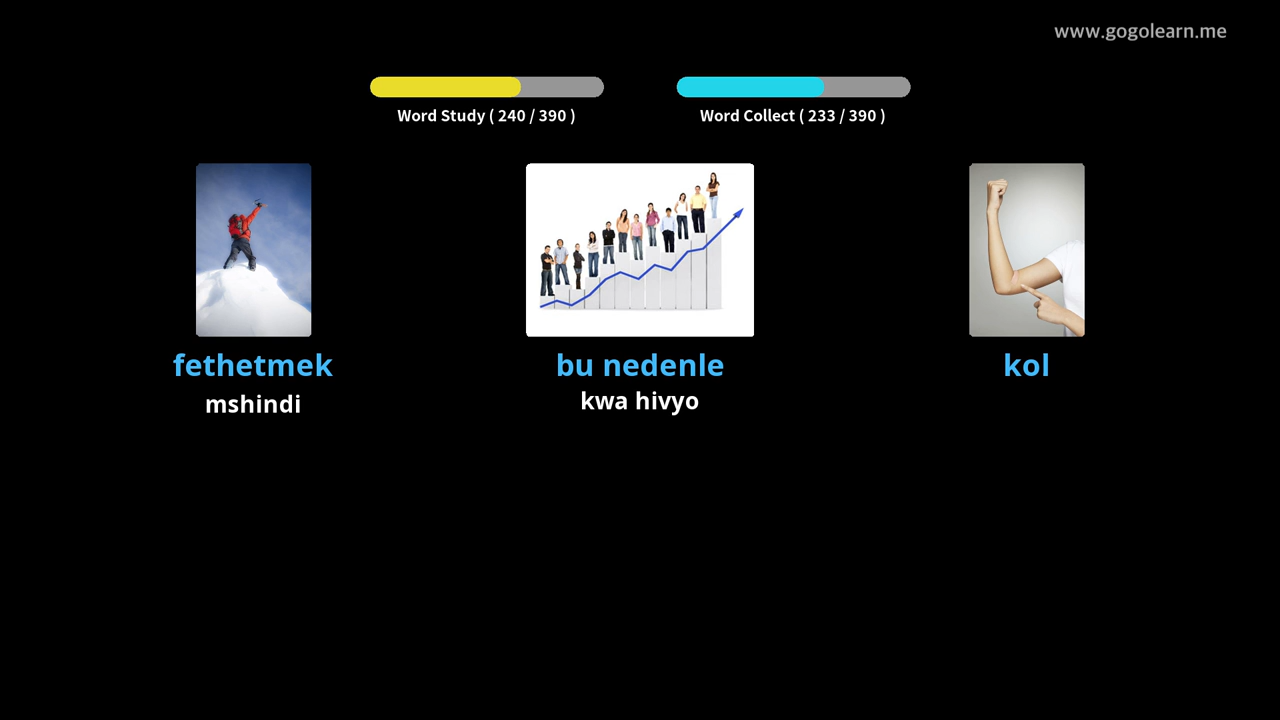 www.gogolearn.me
Word Study ( 240 / 390 )
Word Collect ( 233 / 390 )
fethetmek
mshindi
bu nedenle
kwa hivyo
kol